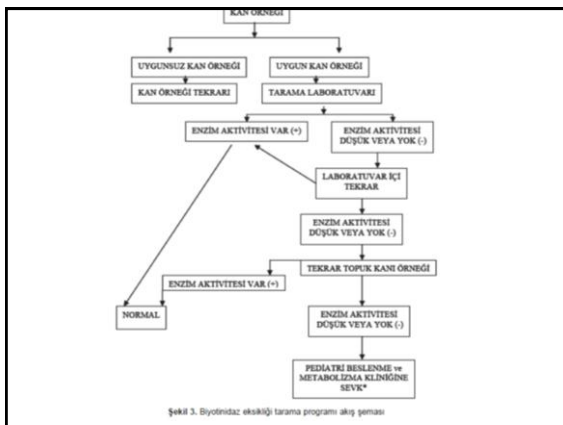 KAN ÖRNEĞİ
UYGUNSUZ KAN ÖRNEĞİ
UYGUN KAN ÖRNEĞİ
KAN ÖRNEĞİ TEKRARI
TARAMA LABORATUVARI
ENZİM AKTİVİTESİ VAR (+)
ENZİM AKTİVİTESİ
DÜŞÜK VEYA YOK (-)
LABORATUVAR İÇİ
TEKRAR
ENZİM AKTİVİTESİ
DÜŞÜK VEYA YOK (-)
TEKRAR TOPUK KANI ÖRNEĞİ
ENZİM AKTİVİTESİ VAR (+)
NORMAL
ENZİM AKTİVİTESİ
DÜŞÜK VEYA YOK (-)
PEDİATRİ BESLENME ve
METABOLİZMA KLİNİĞİNE
SEVK*
Şekil 3. Biyotinidaz eksikliği tarama programı akış şeması